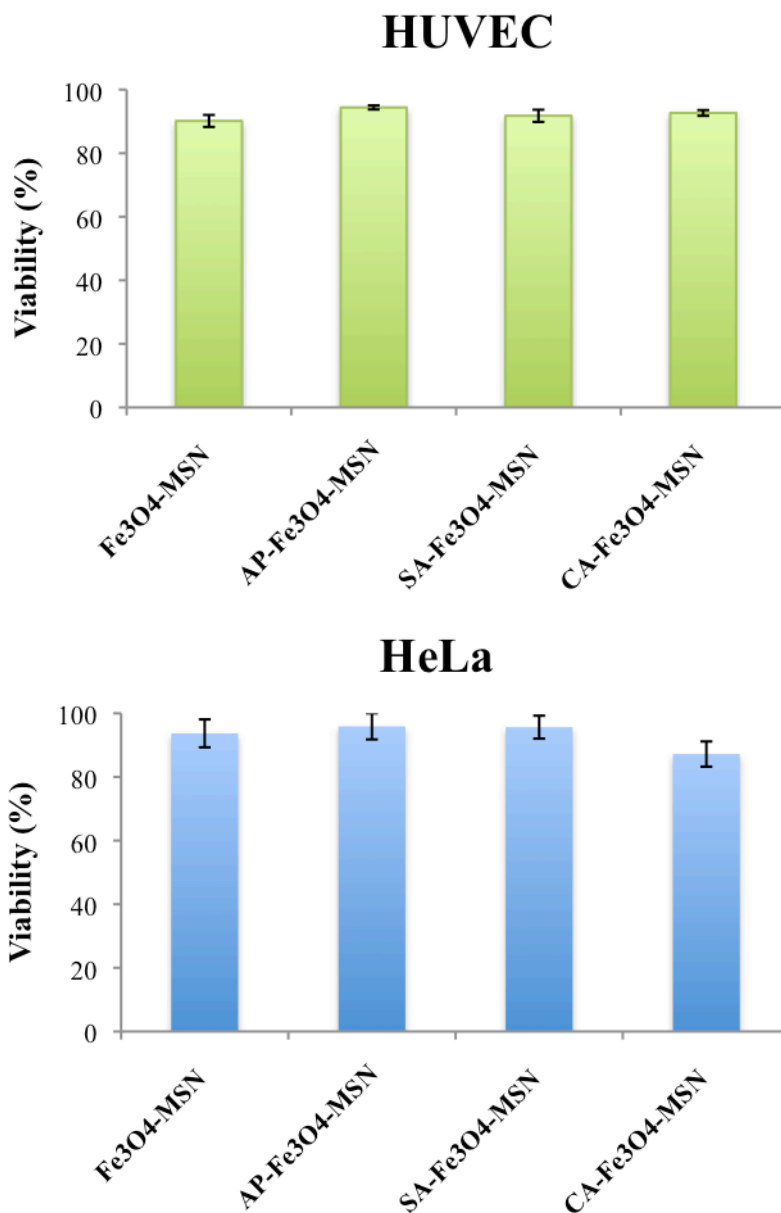 HUVEC
Viability (%)
100
80
60
40
20
0
Fe3O4-MSN
AP-Fe3O4-MSN
SA-Fe3O4-MSN
CA-Fe3O4-MSN
HeLa
Viability (%)
100
80
60
40
20
0
Fe3O4-MSN
AP-Fe3O4-MSN
SA-Fe3O4-MSN
CA-Fe3O4-MSN